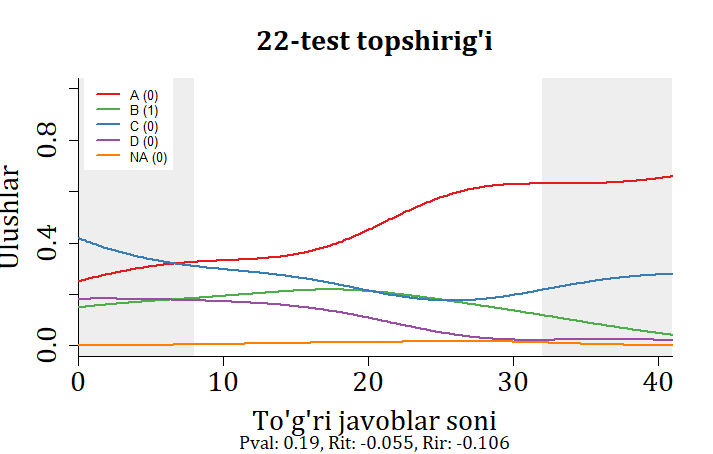 22-test topshirig'i
A (0)
B (1)
C (0)
D (0)
NA (0)
Ulushlar
0.0
0.4
0.8
0
10
20
30
40
To'g'ri javoblar soni
Pval: 0.19, Rit: -0.055, Rir: -0.106